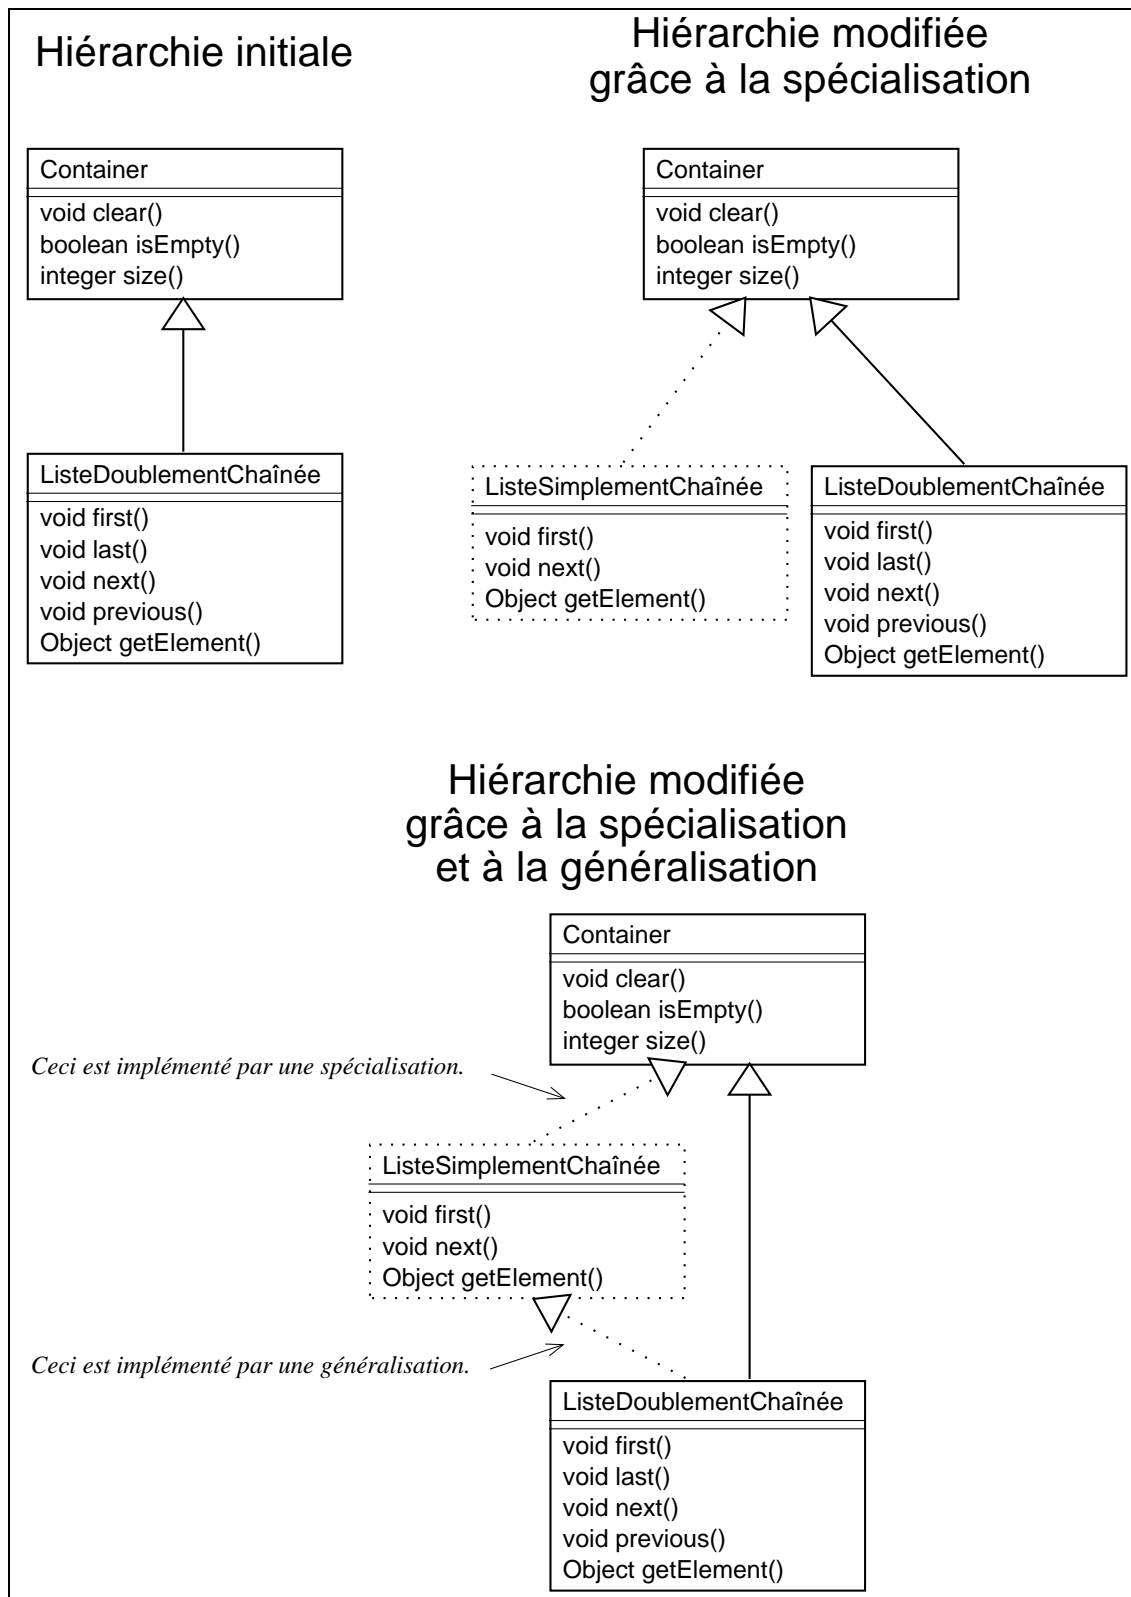 Hiérarchie initiale
Hiérarchie modifiée
grâce à la spécialisation
Container
void clear()
boolean isEmpty()
integer size()
ListeDoublementChaînée
void first()
void last()
void next()
void previous()
Object getElement()
Container
void clear()
boolean isEmpty()
integer size()
ListeSimplementChaînée
void first()
void next()
Object getElement()
ListeDoublementChaînée
void first()
void last()
void next()
void previous()
Object getElement()
Hiérarchie modifiée
grâce à la spécialisation
et à la généralisation
Container
void clear()
boolean isEmpty()
integer size()
Ceci est implémenté par une spécialisation.
ListeSimplementChaînée
void first()
void next()
Object getElement()
Ceci est implémenté par une généralisation.
ListeDoublementChaînée
void first()
void last()
void next()
void previous()
Object getElement()